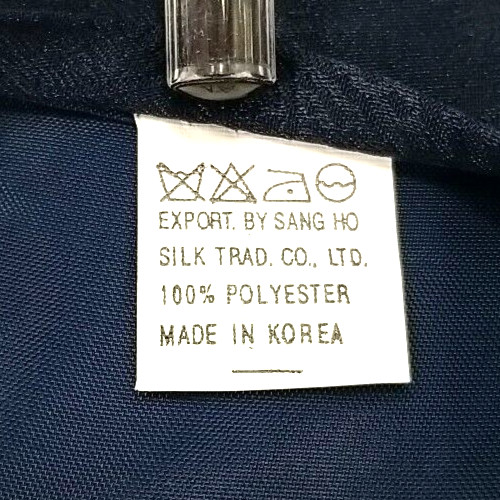 EXPORT. BY SANG HO
SILK TRAD. CO., LTD.
100% POLYESTER
MADE IN KOREA